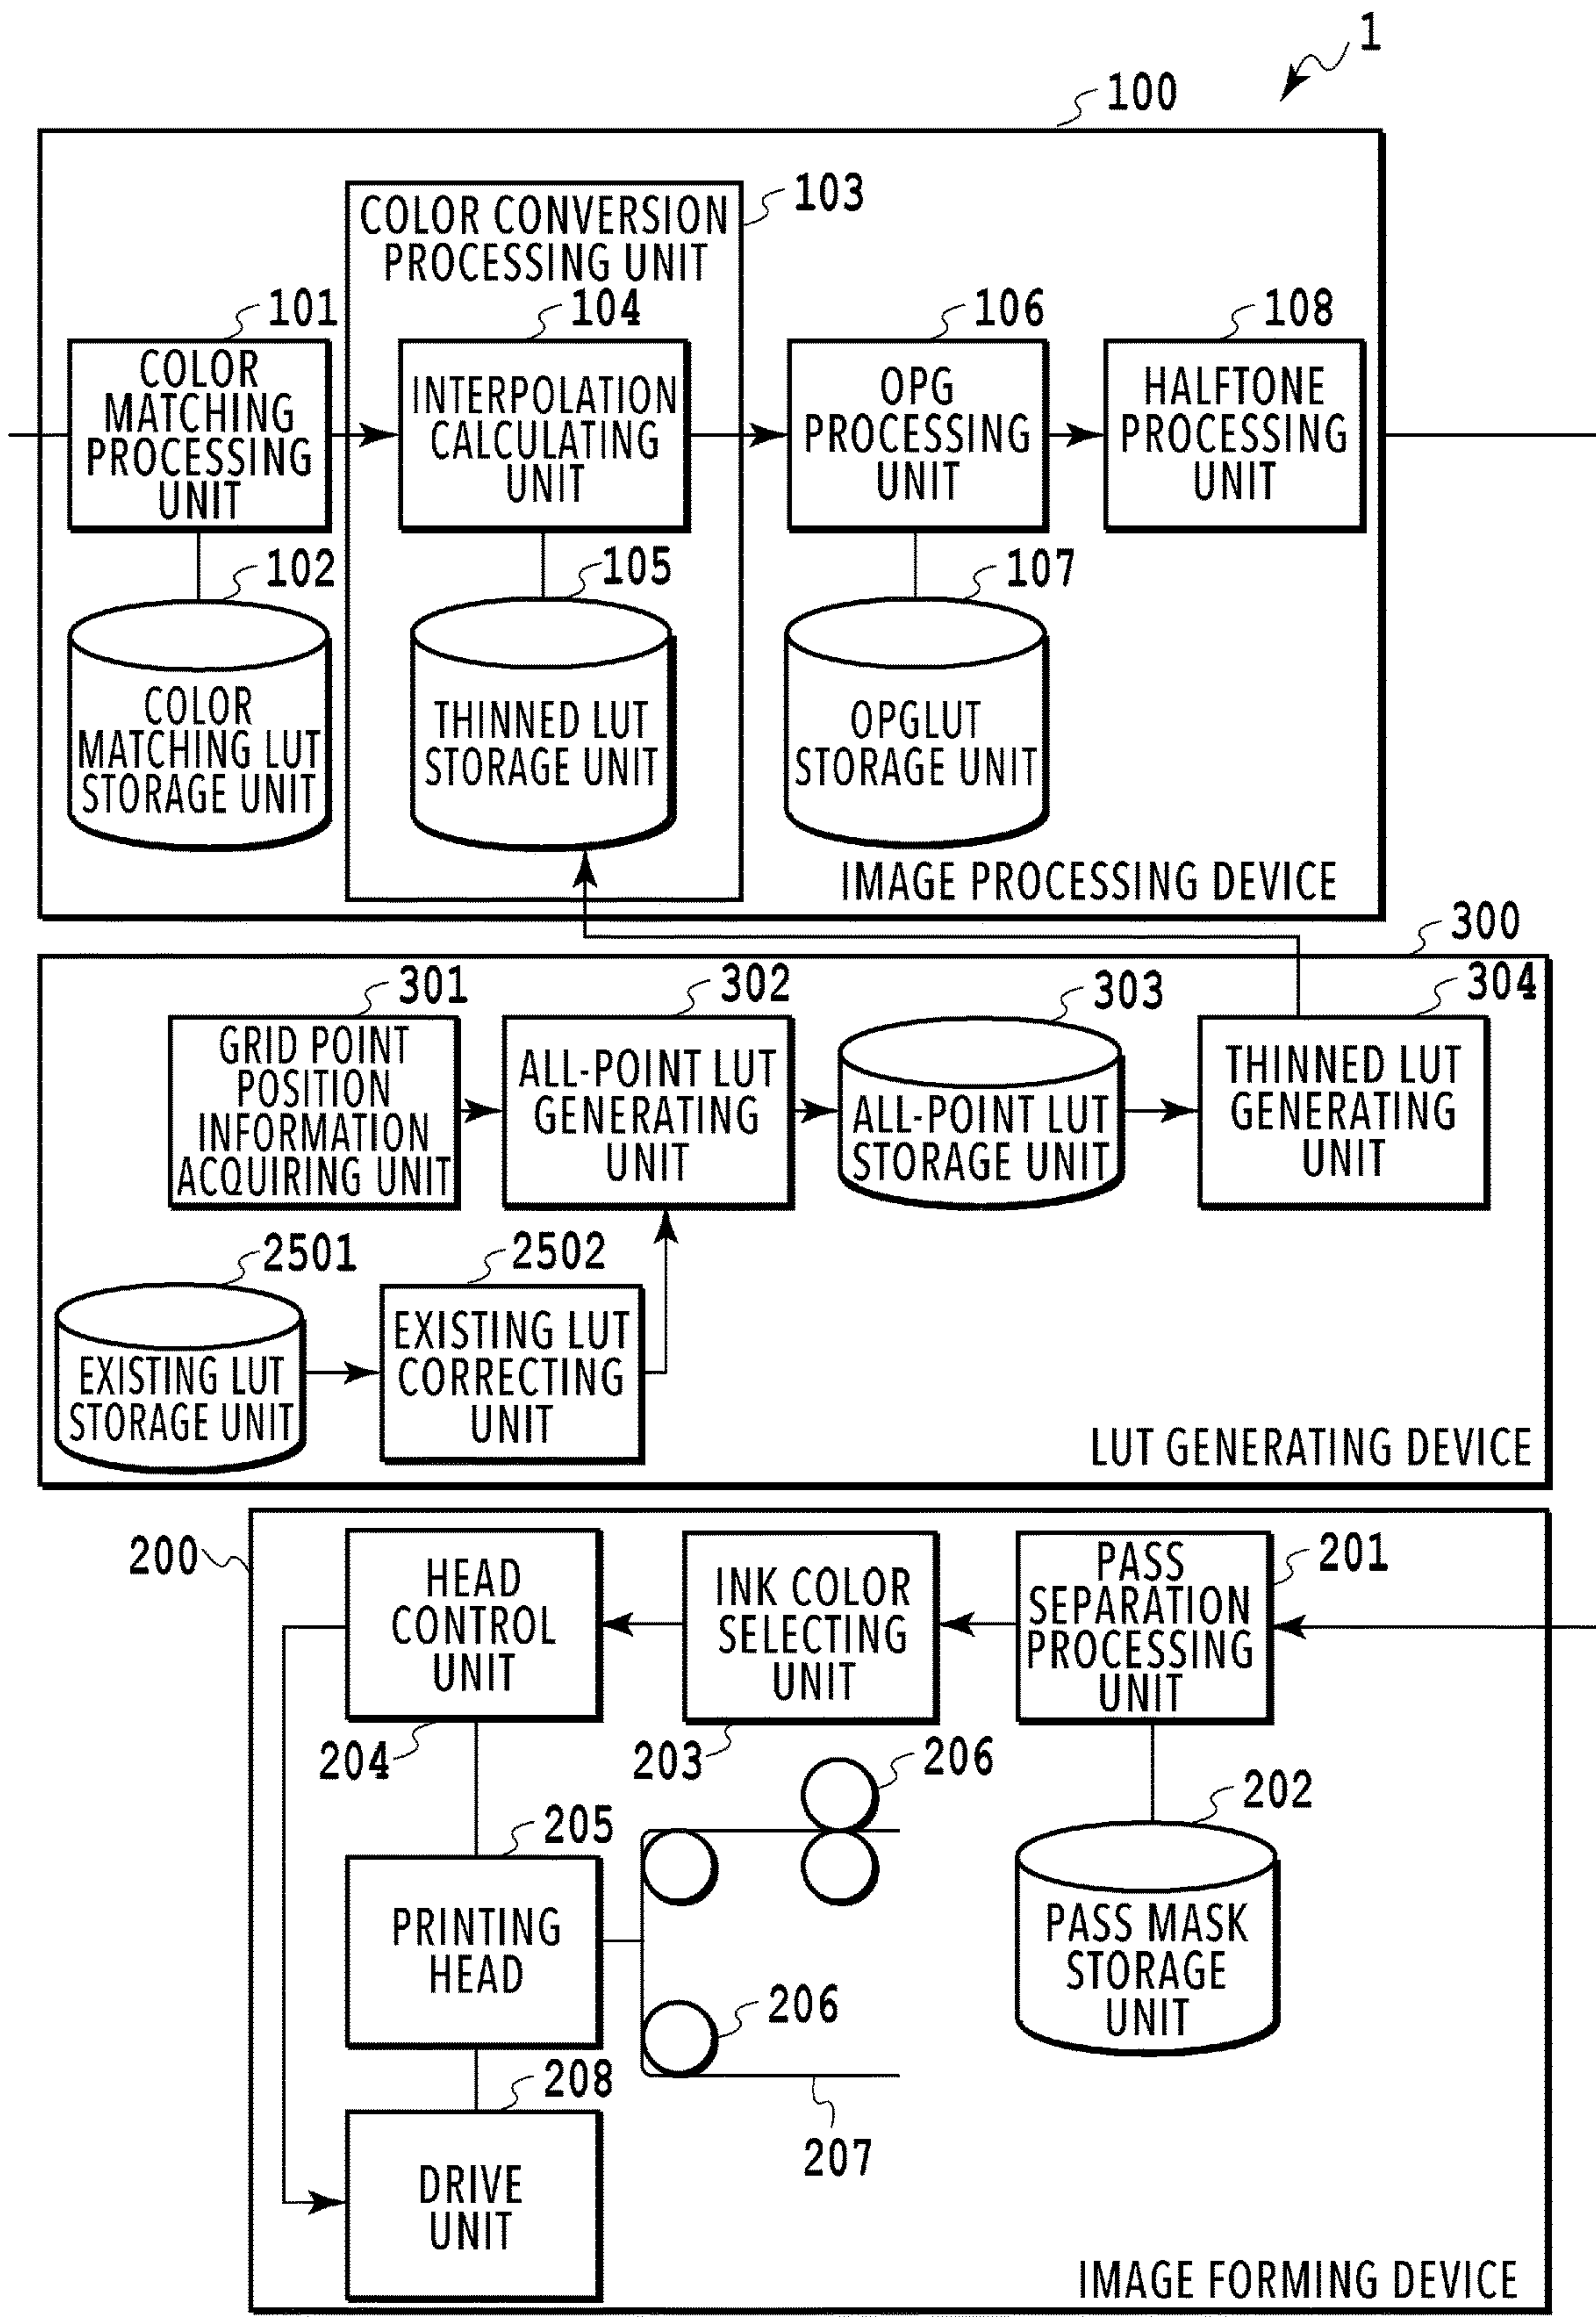 1
100
103
COLOR CONVERSION
PROCESSING UNIT
101
104
106
108
COLOR
MATCHING
PROCESSING
UNIT
INTERPOLATION
CALCULATING
UNIT
OPG
PROCESSING
UNIT
HALFTONE
PROCESSING
UNIT
102
105
107
COLOR
MATCHING LUT
STORAGE UNIT
THINNED LUT
STORAGE UNIT
OPGLUT
STORAGE UNIT
IMAGE PROCESSING DEVICE
300
301
302
303
304
GRID POINT
POSITION
INFORMATION
ACQUIRING UNIT
ALL-POINT LUT
GENERATING
UNIT
ALL-POINT LUT
STORAGE UNIT
THINNED LUT
GENERATING
UNIT
2501
2502
EXISTING LUT
STORAGE UNIT
EXISTING LUT
CORRECTING
UNIT
LUT GENERATING DEVICE
200
HEAD
CONTROL
UNIT
INK COLOR
SELECTING
UNIT
PASS
SEPARATION
PROCESSING
UNIT
201
204
203
206
202
205
PRINTING
HEAD
PASS MASK
STORAGE
UNIT
206
208
207
DRIVE
UNIT
IMAGE FORMING DEVICE